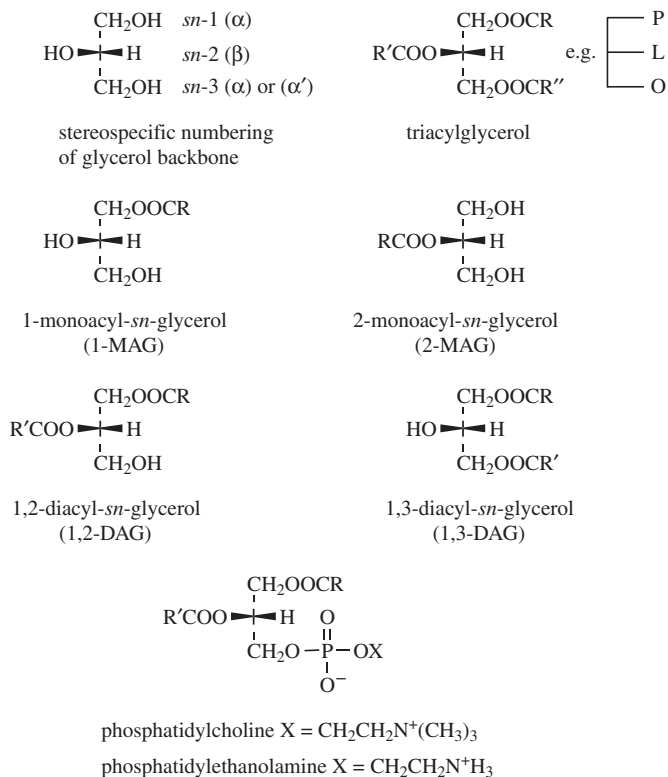 CH₂OH sn-1 (α)
HO H sn-2 (β)
CH₂OH sn-3 (α) or (α′)
stereospecific numbering
of glycerol backbone
CH₂OOCR
R′COO H
CH₂OOCR″
e.g.
P
L
O
triacylglycerol
CH₂OOCR
HO H
CH₂OH
1-monoacyl-sn-glycerol
(1-MAG)
CH₂OH
RCOO H
CH₂OH
2-monoacyl-sn-glycerol
(2-MAG)
CH₂OOCR
R′COO H
CH₂OH
1,2-diacyl-sn-glycerol
(1,2-DAG)
CH₂OOCR
HO H
CH₂OOCR′
1,3-diacyl-sn-glycerol
(1,3-DAG)
CH₂OOCR
R′COO H O
CH₂O P OX
O⁻
phosphatidylcholine X = CH₂CH₂N⁺(CH₃)₃
phosphatidylethanolamine X = CH₂CH₂N⁺H₃